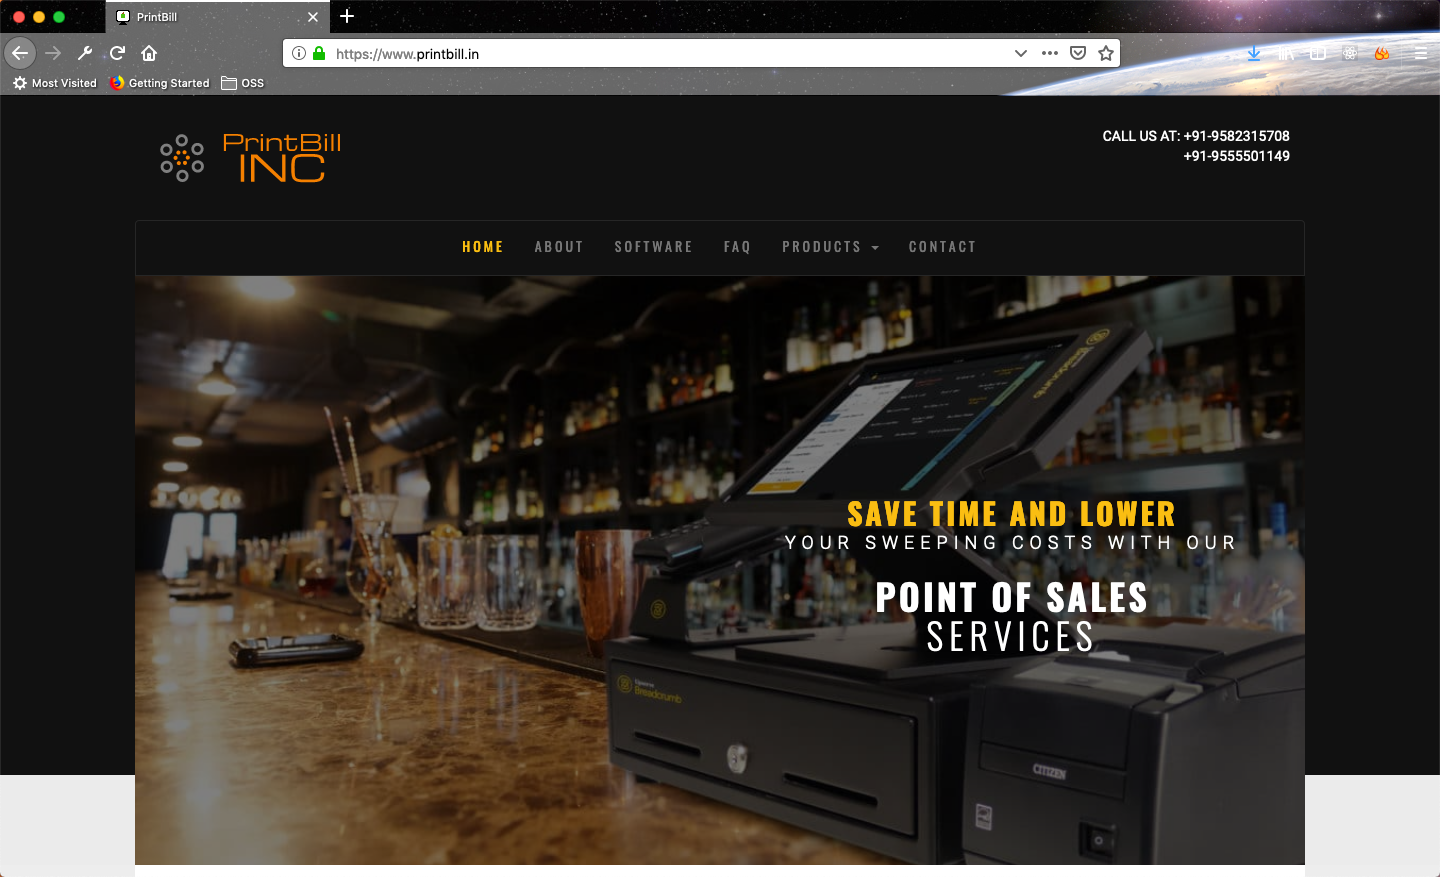 PrintBill
https://www.printbill.in
Most Visited
Getting Started
OSS
PrintBill
INC
CALL US AT: +91-9582315708
+91-9555501149
HOME
ABOUT
SOFTWARE
FAQ
PRODUCTS
CONTACT
Breadcrumb
SAVE TIME AND LOWER
YOUR SWEEPING COSTS WITH OUR
POINT OF SALES
SERVICES
Breadcrumb
CITIZEN